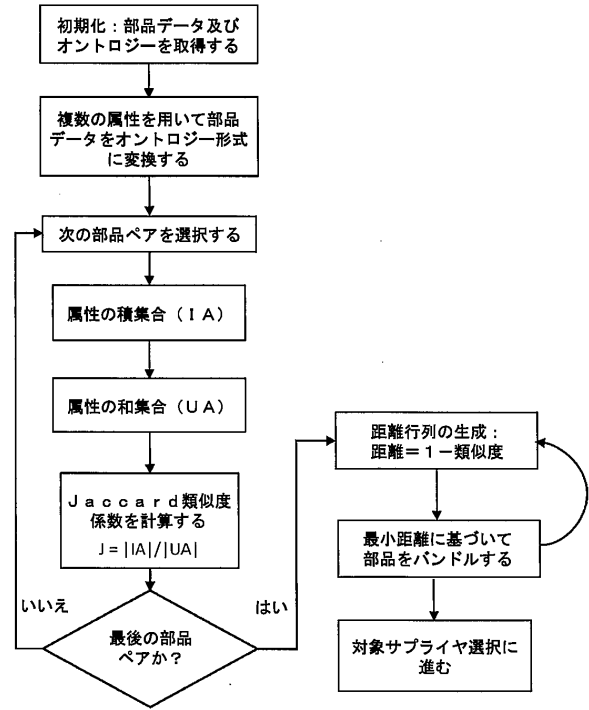 初期化：部品データ及び
オントロジーを取得する
複数の属性を用いて部品
データをオントロジー形式
に変換する
次の部品ペアを選択する
属性の積集合（ＩＡ）
属性の和集合（ＵＡ）
Ｊａｃｃａｒｄ類似度
係数を計算する
J = |IA|/|UA|
最後の部品
ペアか？
いいえ
はい
距離行列の生成：
距離＝１－類似度
最小距離に基づいて
部品をバンドルする
対象サプライヤ選択に
進む